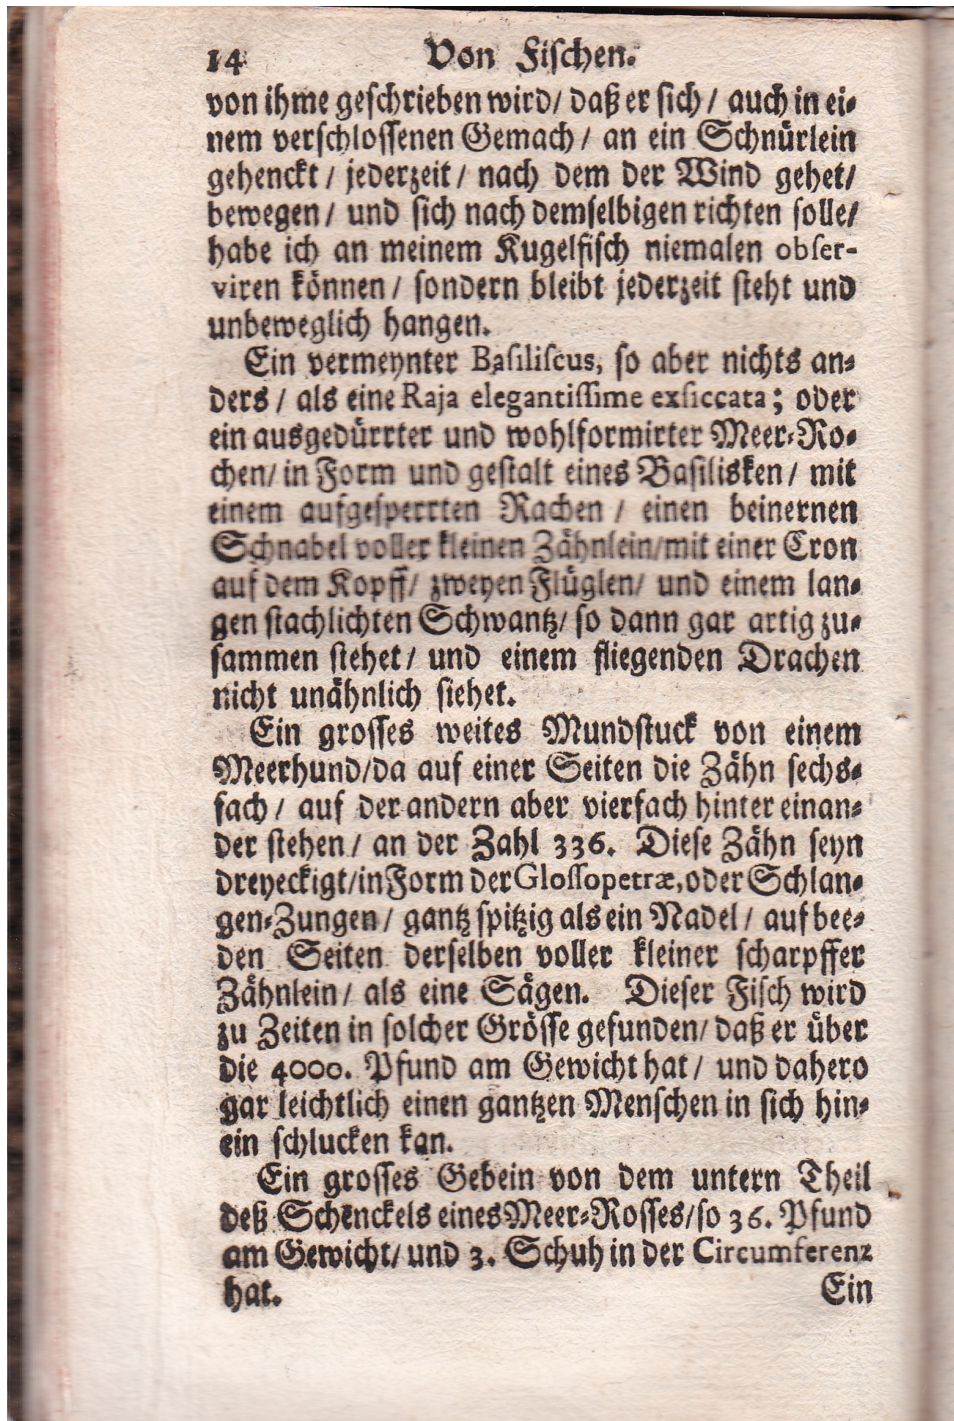 14 Von Fiſchen.
von ihme geſchrieben wird/ daß er ſich/ auch in ei⸗
nem verſchloſſenen Gemach/ an ein Schnürlein
gehenckt/ jederzeit/ nach dem der Wind gehet/
bewegen/ und ſich nach demſelbigen richten ſolle/
habe ich an meinem Kugelfiſch niemalen obſer-
viren können/ ſondern bleibt jederzeit ſteht und
unbeweglich hangen.
Ein vermeynter Baſiliſcus, ſo aber nichts an⸗
ders/ als eine Raja elegantiſſime exſiccata; oder
ein ausgedürrter und wohlformirter Meer⸗Ro⸗
chen/ in Form und geſtalt eines Baſilisken/ mit
einem aufgeſperrten Rachen/ einen beinernen
Schnabel voller kleinen Zähnlein/ mit einer Cron
auf dem Kopff/ zweyen Flüglen/ und einem lan⸗
gen ſtachlichten Schwantz/ ſo dann gar artig zu⸗
ſammen ſtehet/ und einem fliegenden Drachen
nicht unähnlich ſiehet.
Ein groſſes weites Mundſtuck von einem
Meerhund/ da auf einer Seiten die Zähn ſechs⸗
fach/ auf der andern aber vierfach hinter einan⸗
der ſtehen/ an der Zahl 336. Dieſe Zähn ſeyn
dreyeckigt/ in Form der Gloſſopetræ, oder Schlan⸗
gen⸗Zungen/ gantz ſpitzig als ein Nadel/ auf bee⸗
den Seiten derſelben voller kleiner ſcharpffer
Zähnlein/ als eine Sägen. Dieſer Fiſch wird
zu Zeiten in ſolcher Gröſſe gefunden/ daß er über
die 4000. Pfund am Gewicht hat/ und dahero
gar leichtlich einen gantzen Menſchen in ſich hin⸗
ein ſchlucken kan.
Ein groſſes Gebein von dem untern Theil
deß Schenckels eines Meer⸗Roſſes/ ſo 36. Pfund
am Gewicht/ und 3. Schuh in der Circumferenz
hat. Ein